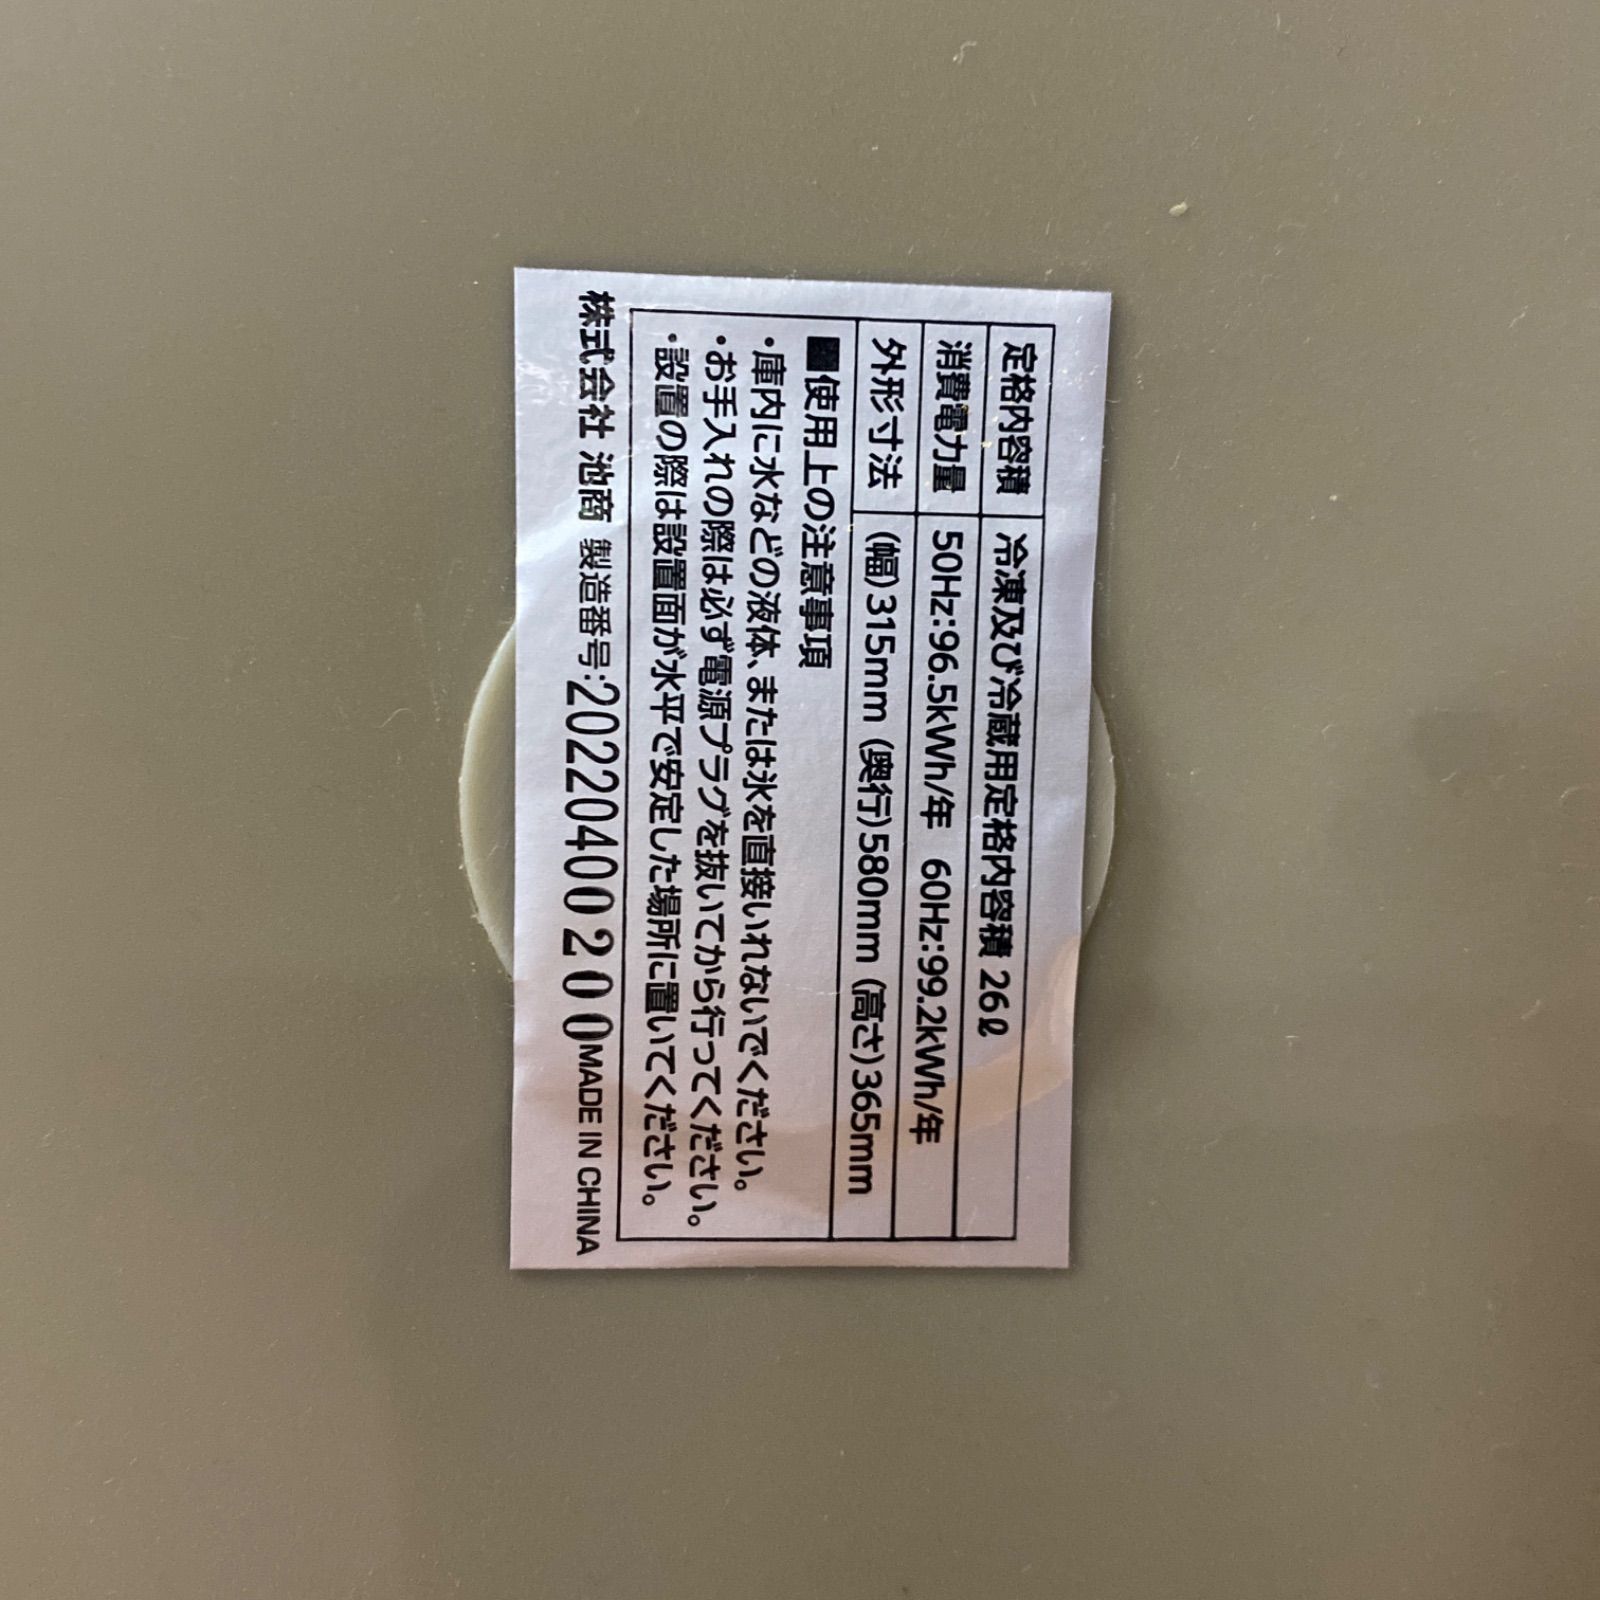 定格内容積 冷凍及び冷蔵用定格内容積 26ℓ
消費電力量 50Hz:96.5kWh/年 60Hz:99.2kWh/年
外形寸法 (幅)315mm (奥行)580mm (高さ)365mm
■使用上の注意事項
・庫内に水などの液体、または氷を直接いれないでください。
・お手入れの際は必ず電源プラグを抜いてから行ってください。
・設置の際は設置面が水平で安定した場所に置いてください。
株式会社 池商 製造番号:20220400200 MADE IN CHINA